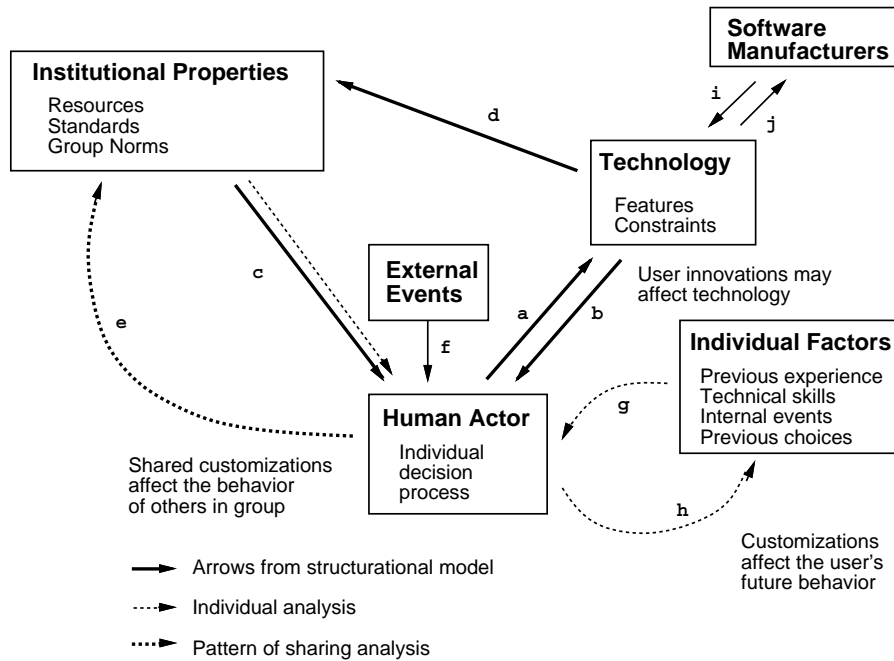 Software
Manufacturers
Institutional Properties
Resources
Standards
Group Norms
i
j
d
Technology
Features
Constraints
External
Events
c
User innovations may
affect technology
a
b
e
f
Individual Factors
Previous experience
Technical skills
Internal events
Previous choices
g
Human Actor
Individual
decision
process
Shared customizations
affect the behavior
of others in group
h
Customizations
affect the user's
future behavior
Arrows from structurational model
Individual analysis
Pattern of sharing analysis